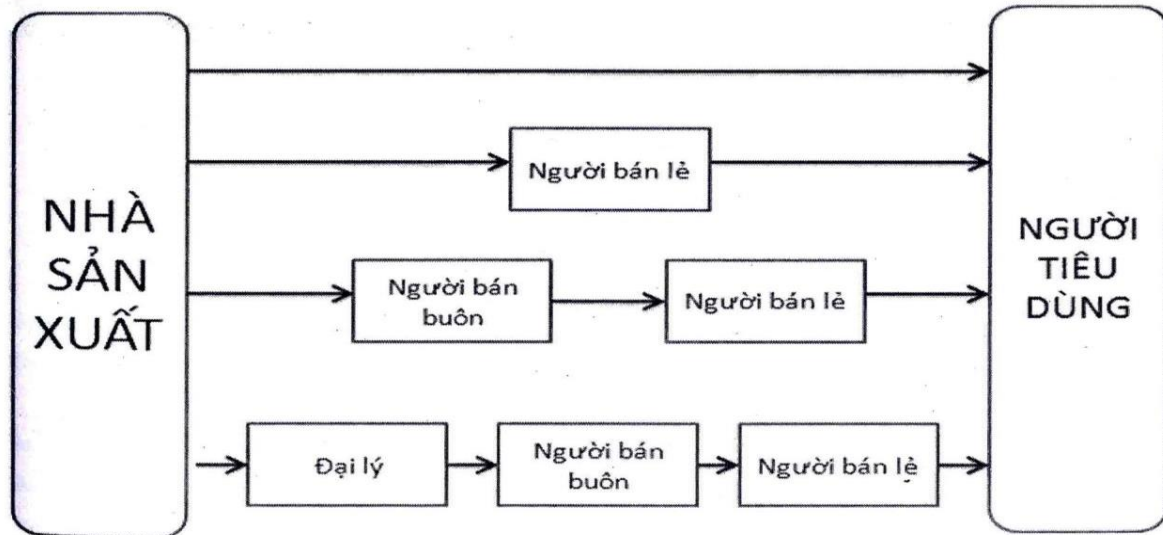 NHÀ
SẢN
XUẤT
Người bán lẻ
Người bán
buôn
Người bán lẻ
Đại lý
Người bán
buôn
Người bán lẻ
NGƯỜI
TIÊU
DÙNG